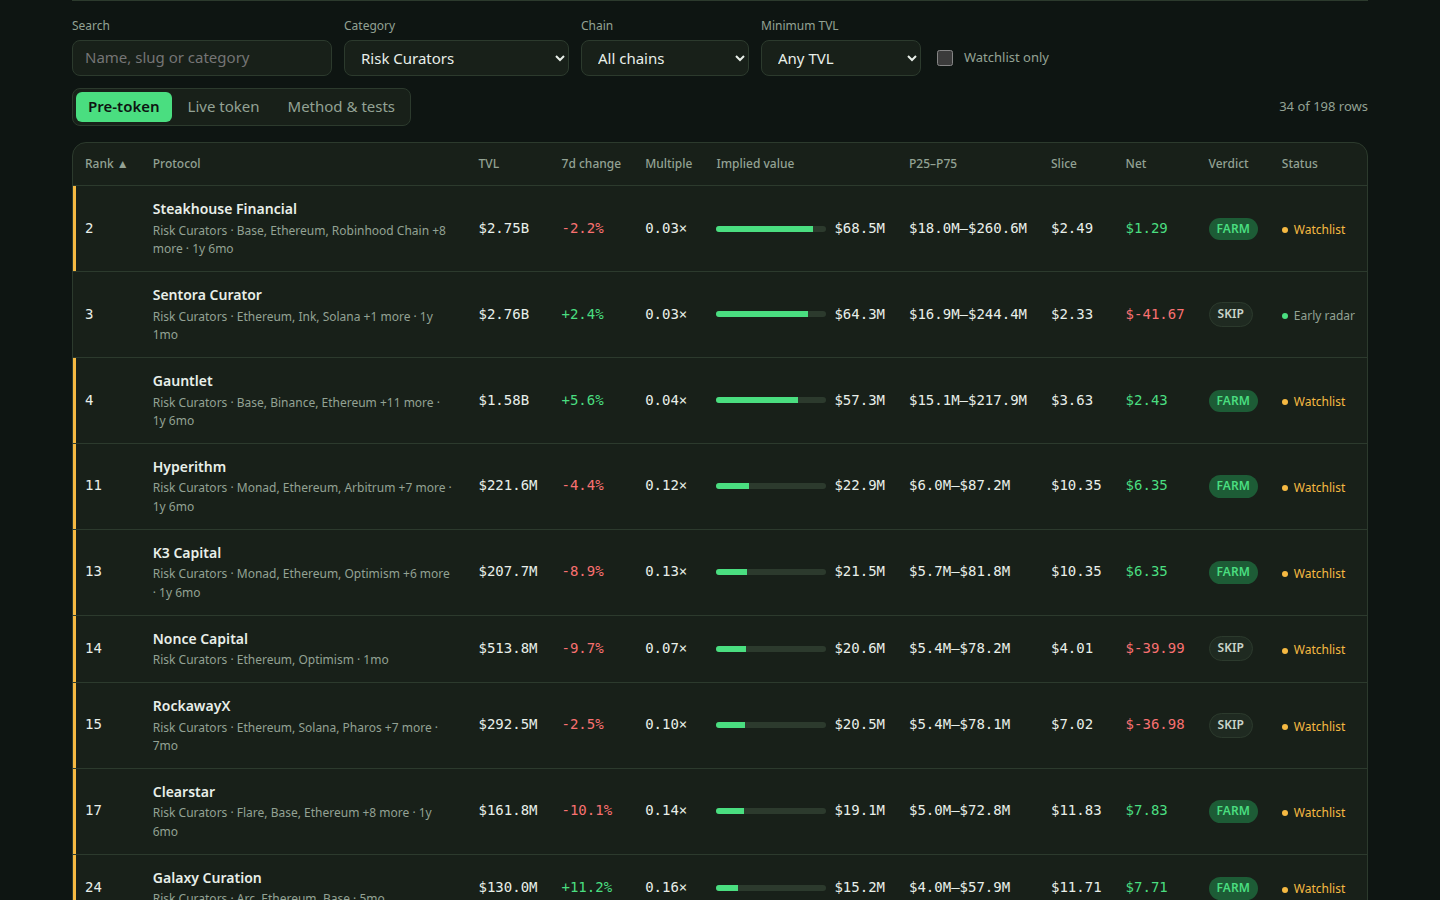 Search
Category
Chain
Minimum TVL
Name, slug or category
Risk Curators
All chains
Any TVL
Watchlist only
Pre-token
Live token
Method & tests
34 of 198 rows
Rank ▲ Protocol TVL 7d change Multiple Implied value P25–P75 Slice Net Verdict Status
Steakhouse Financial
2 Risk Curators · Base, Ethereum, Robinhood Chain +8 $2.75B -2.2% 0.03× $68.5M $18.0M–$260.6M $2.49 $1.29 FARM Watchlist
more · 1y 6mo
Sentora Curator
3 Risk Curators · Ethereum, Ink, Solana +1 more · 1y $2.76B +2.4% 0.03× $64.3M $16.9M–$244.4M $2.33 $-41.67 SKIP Early radar
1mo
Gauntlet
4 Risk Curators · Base, Binance, Ethereum +11 more · $1.58B +5.6% 0.04× $57.3M $15.1M–$217.9M $3.63 $2.43 FARM Watchlist
1y 6mo
Hyperithm
11 Risk Curators · Monad, Ethereum, Arbitrum +7 more · $221.6M -4.4% 0.12× $22.9M $6.0M–$87.2M $10.35 $6.35 FARM Watchlist
1y 6mo
K3 Capital
13 Risk Curators · Monad, Ethereum, Optimism +6 more $207.7M -8.9% 0.13× $21.5M $5.7M–$81.8M $10.35 $6.35 FARM Watchlist
· 1y 6mo
Nonce Capital
14 Risk Curators · Ethereum, Optimism · 1mo $513.8M -9.7% 0.07× $20.6M $5.4M–$78.2M $4.01 $-39.99 SKIP Watchlist
RockawayX
15 Risk Curators · Ethereum, Solana, Pharos +7 more · $292.5M -2.5% 0.10× $20.5M $5.4M–$78.1M $7.02 $-36.98 SKIP Watchlist
7mo
Clearstar
17 Risk Curators · Flare, Base, Ethereum +8 more · 1y $161.8M -10.1% 0.14× $19.1M $5.0M–$72.8M $11.83 $7.83 FARM Watchlist
6mo
Galaxy Curation
24 Risk Curators · Arc, Ethereum, Base · 5mo $130.0M +11.2% 0.16× $15.2M $4.0M–$57.9M $11.71 $7.71 FARM Watchlist